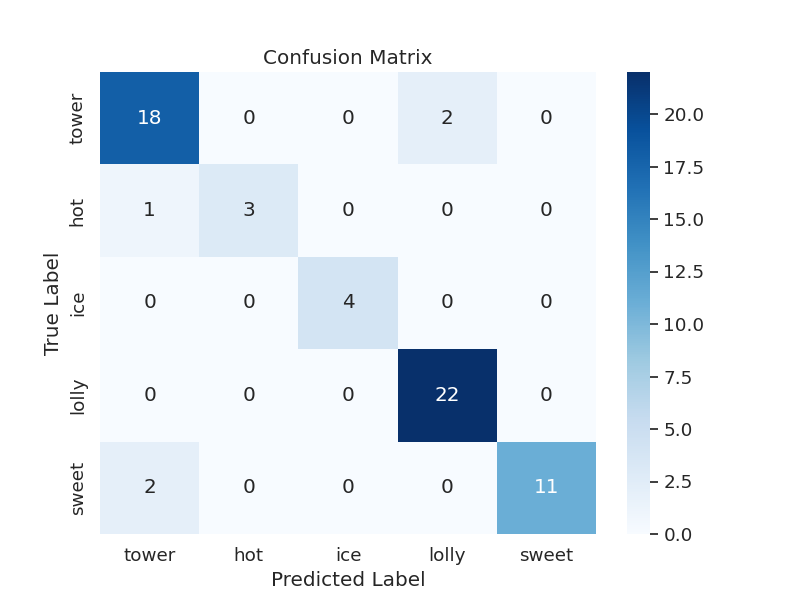 Confusion Matrix
True Label
tower 18 0 0 2 0
hot 1 3 0 0 0
ice 0 0 4 0 0
lolly 0 0 0 22 0
sweet 2 0 0 0 11
tower hot ice lolly sweet
Predicted Label
20.0
17.5
15.0
12.5
10.0
7.5
5.0
2.5
0.0